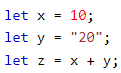 let x = 10;
let y = "20";
let z = x + y;